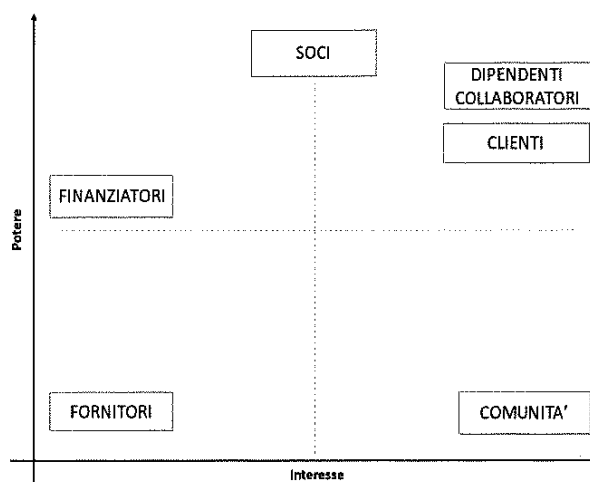 SOCI
DIPENDENTI
COLLABORATORI
CLIENTI
FINANZIATORI
Potere
FORNITORI
COMUNITA'
Interesse